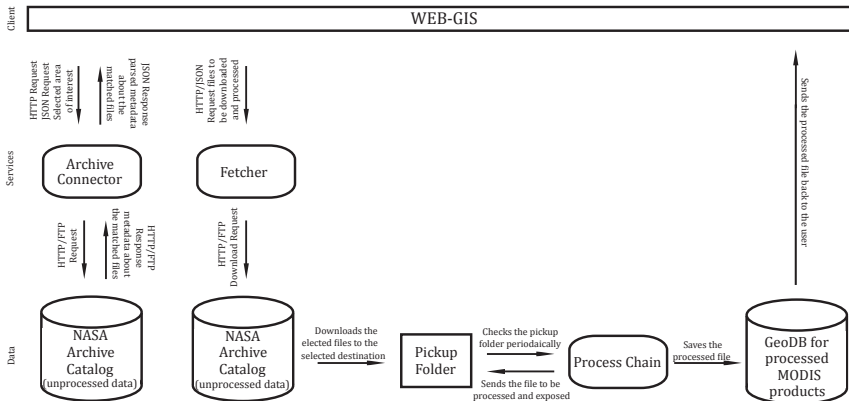 Client
WEB-GIS
HTTP Request
JSON Request
Selected area
of interest
JSON Response
parsed metadata
about the
matched files
HTTP/JSON
Request files to
be downloaded
and processed
Sends the processed file back to the user
Services
Archive
Connector
Fetcher
HTTP/FTP
Request
HTTP/FTP
Response
metadata about
the matched files
HTTP/FTP
Download Request
Data
NASA
Archive
Catalog
(unprocessed data)
NASA
Archive
Catalog
(unprocessed data)
Downloads the
elected files to the
selected destination
Pickup
Folder
Checks the pickup
folder periodaically
Sends the file to be
processed and exposed
Process Chain
Saves the
processed file
GeoDB for
processed
MODIS
products